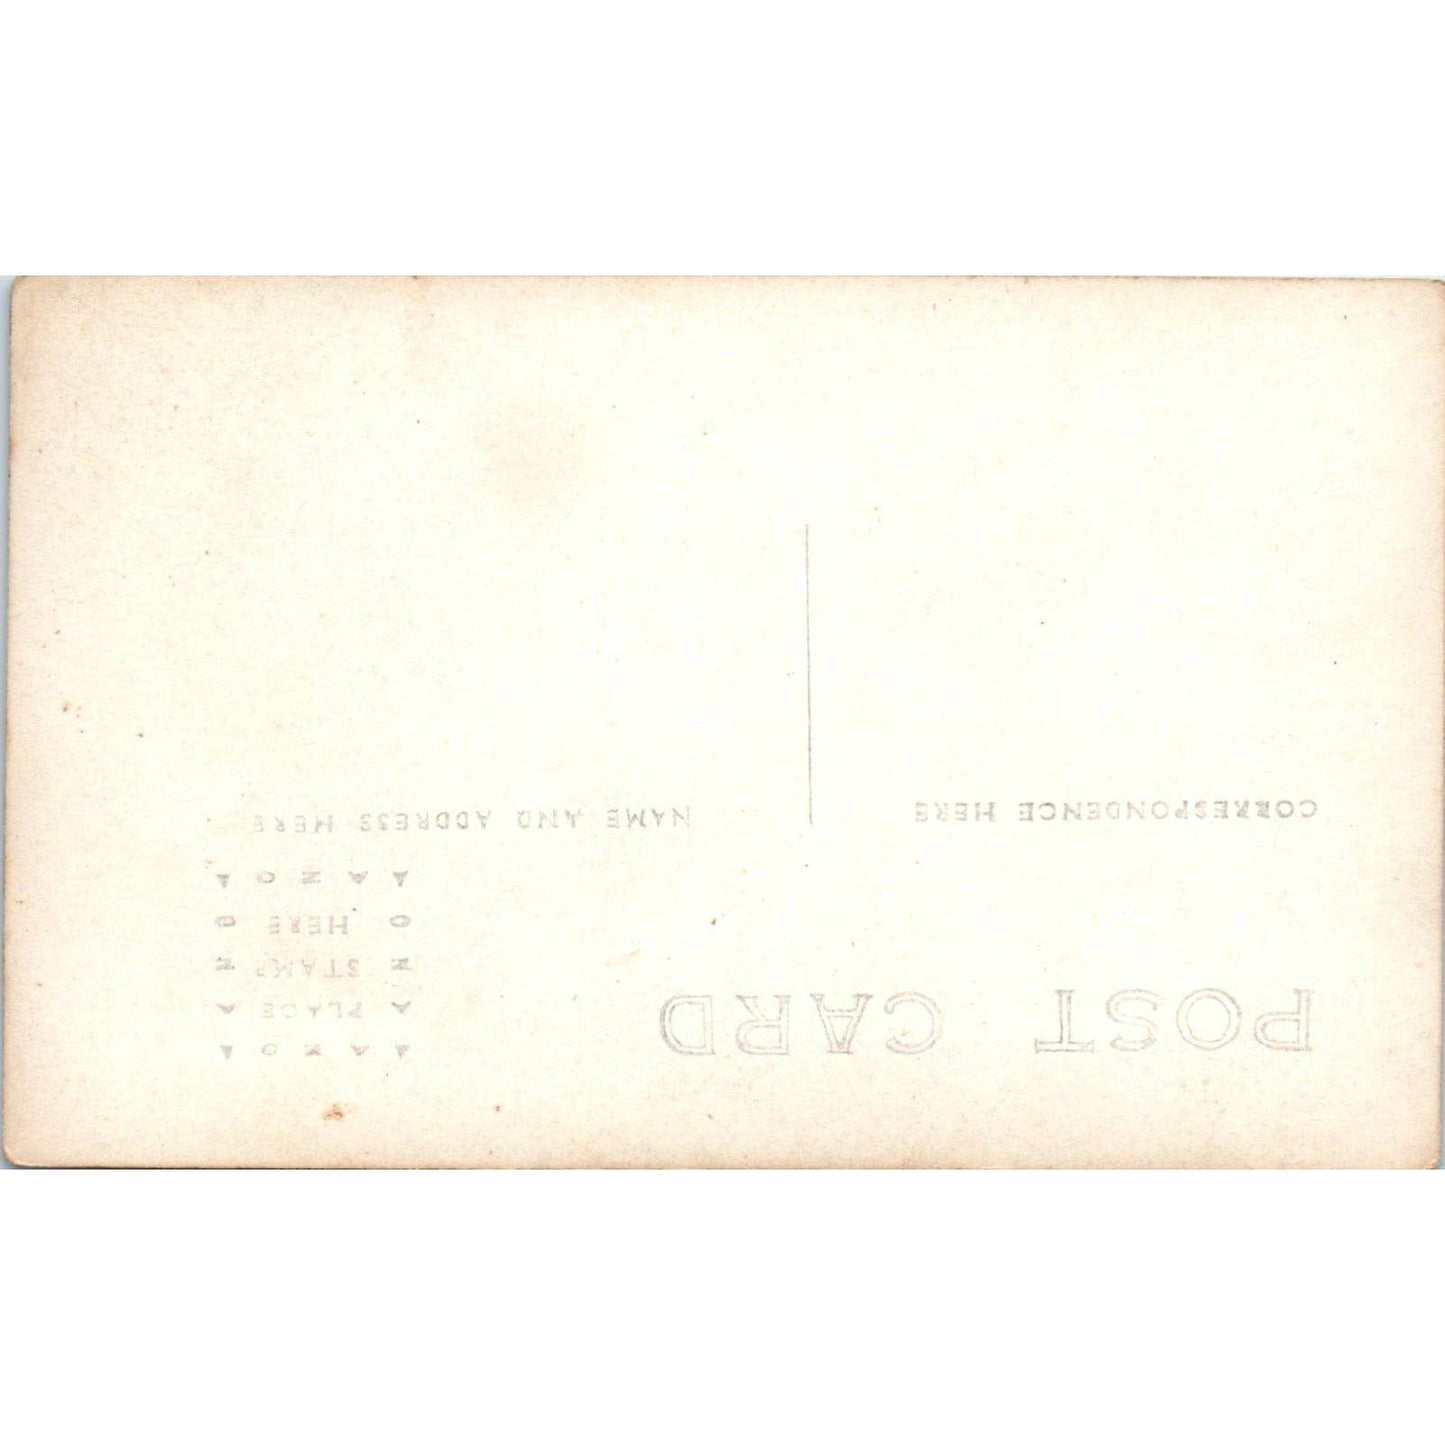 POST CARD
▲ A Z O ▲
A PLACE A
Z STAMP Z
O HERE O
▲ A Z O ▲
CORRESPONDENCE HERE
NAME AND ADDRESS HERE